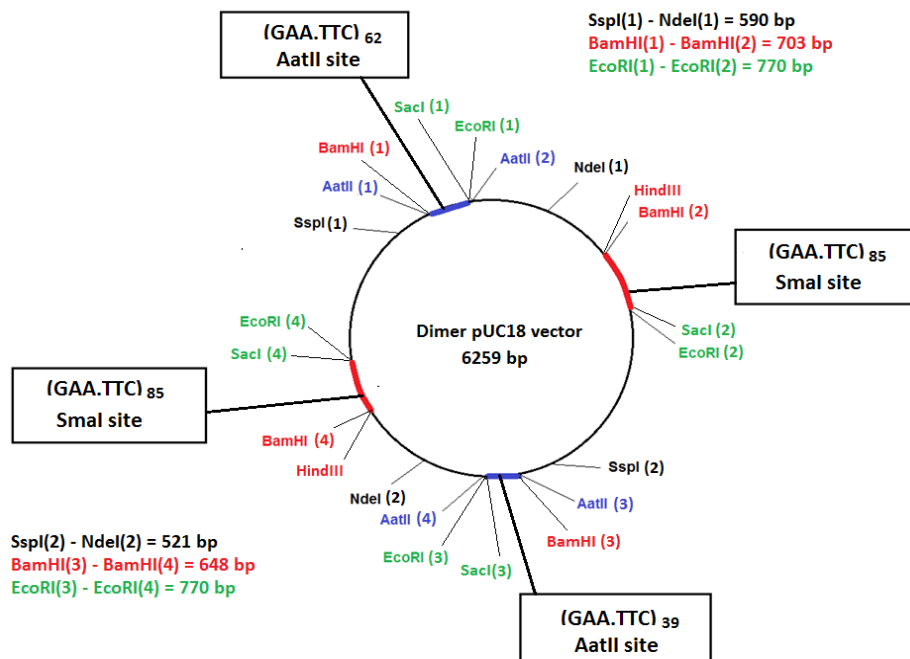 (GAA.TTC) 62
AatII site
SspI(1) - NdeI(1) = 590 bp
BamHI(1) - BamHI(2) = 703 bp
EcoRI(1) - EcoRI(2) = 770 bp
SacI (1)
EcoRI (1)
BamHI (1)
AatII (2)
AatII (1)
NdeI (1)
HindIII
BamHI (2)
SspI (1)
(GAA.TTC) 85
SmaI site
EcoRI (4)
SacI (4)
Dimer pUC18 vector
6259 bp
SacI (2)
EcoRI (2)
(GAA.TTC) 85
SmaI site
BamHI (4)
HindIII
NdeI (2)
SspI (2)
AatII (4)
AatII (3)
EcoRI (3)
BamHI (3)
SacI(3)
SspI(2) - NdeI(2) = 521 bp
BamHI(3) - BamHI(4) = 648 bp
EcoRI(3) - EcoRI(4) = 770 bp
(GAA.TTC) 39
AatII site